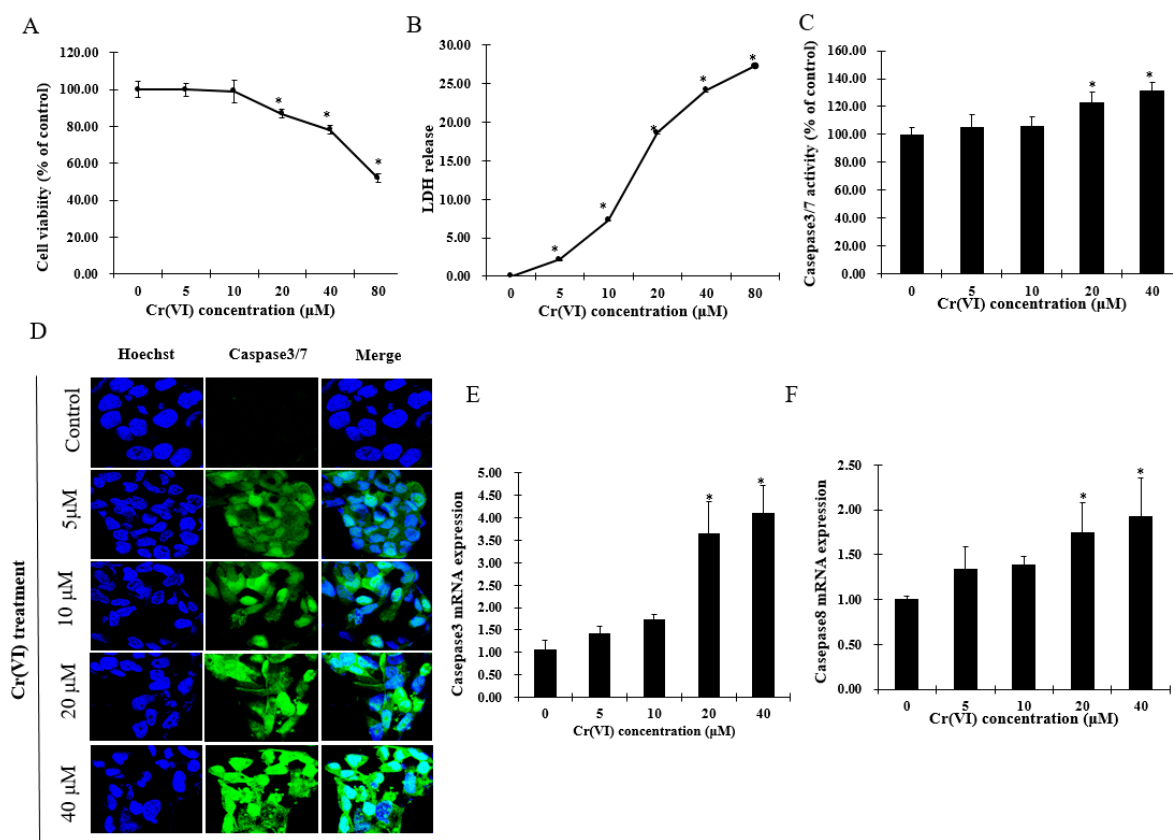 A
120.00
100.00
80.00
60.00
40.00
20.00
0.00
Cell viabiity (% of control)
*
*
*
0 5 10 20 40 80
Cr(VI) concentration (µM)
B
30.00
25.00
20.00
15.00
10.00
5.00
0.00
LDH release
*
*
*
*
*
0 5 10 20 40 80
Cr(VI) concentration (µM)
C
160.00
140.00
120.00
100.00
80.00
60.00
40.00
20.00
0.00
Casepase3/7 activity (% of control)
* *
0 5 10 20 40
Cr(VI) concentration (µM)
D
Hoechst Caspase3/7 Merge
Cr(VI) treatment
Control
5µM
10 µM
20 µM
40 µM
E
5.00
4.50
4.00
3.50
3.00
2.50
2.00
1.50
1.00
0.50
0.00
Casepase3 mRNA expression
* *
0 5 10 20 40
Cr(VI) concentration (µM)
F
2.50
2.00
1.50
1.00
0.50
0.00
Caspase8 mRNA expression
* *
0 5 10 20 40
Cr(VI) concentration (µM)